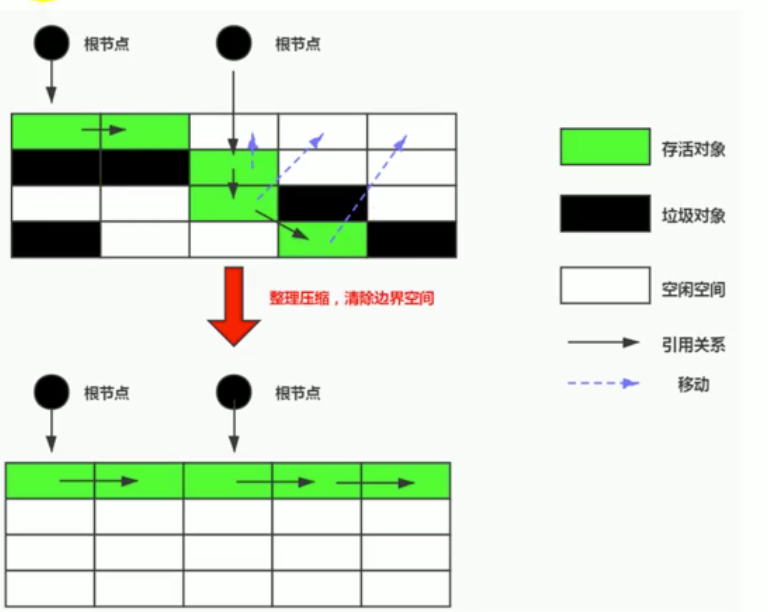 根节点
根节点
存活对象
垃圾对象
空闲空间
整理压缩，清除边界空间
引用关系
移动
根节点
根节点